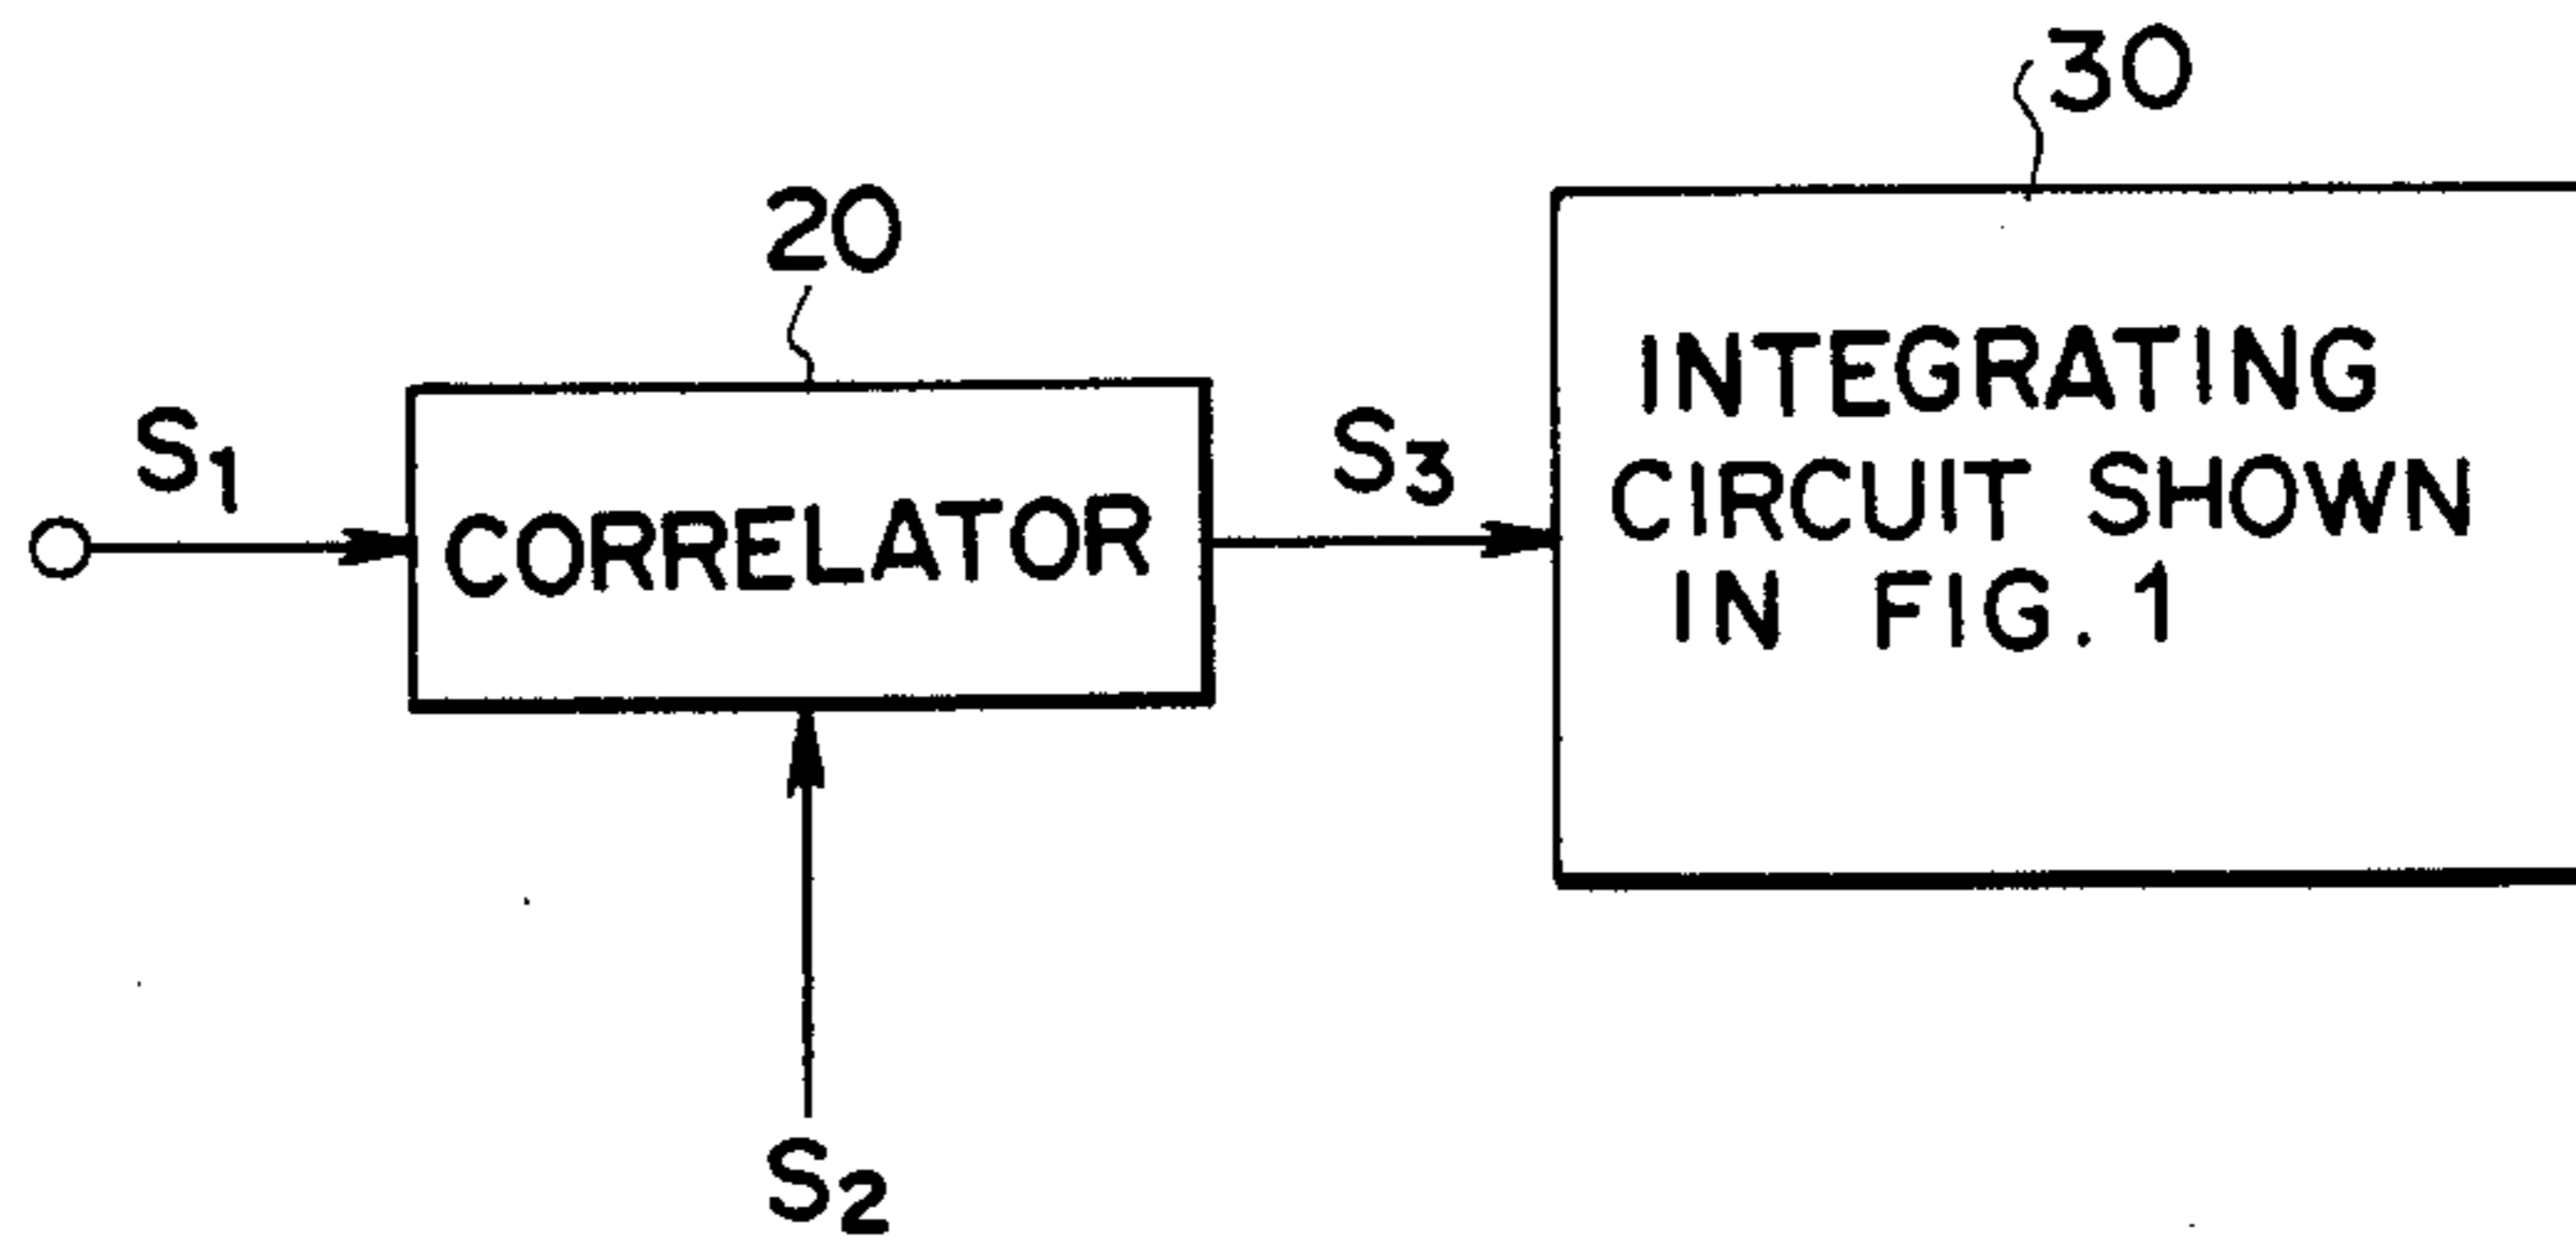 30
20
S1
CORRELATOR
S3
INTEGRATING
CIRCUIT SHOWN
IN FIG. 1
S2